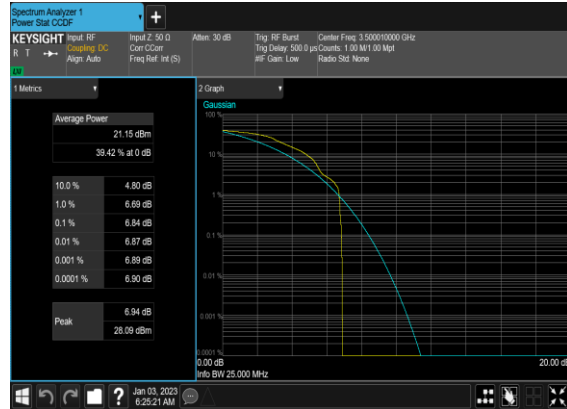 Spectrum Analyzer 1
Power Stat CCDF
KEYSIGHT
R T
LXI
Input: RF
Coupling: DC
Align: Auto
Input Z: 50 Ω
Corr CCorr
Freq Ref: Int (S)
Atten: 30 dB
Trig: RF Burst
Trig Delay: 500.0 µs
#IF Gain: Low
Center Freq: 3.500010000 GHz
Counts: 1.00 M/1.00 Mpt
Radio Std: None
1 Metrics
Average Power
21.15 dBm
39.42 % at 0 dB
10.0 % 4.80 dB
1.0 % 6.69 dB
0.1 % 6.84 dB
0.01 % 6.87 dB
0.001 % 6.89 dB
0.0001 % 6.90 dB
Peak
6.94 dB
28.09 dBm
2 Graph
Gaussian
100 %
10 %
1 %
0.1 %
0.01 %
0.001 %
0.0001 %
0.00 dB
20.00 dB
Info BW 25.000 MHz
?
Jan 03, 2023
6:25:21 AM